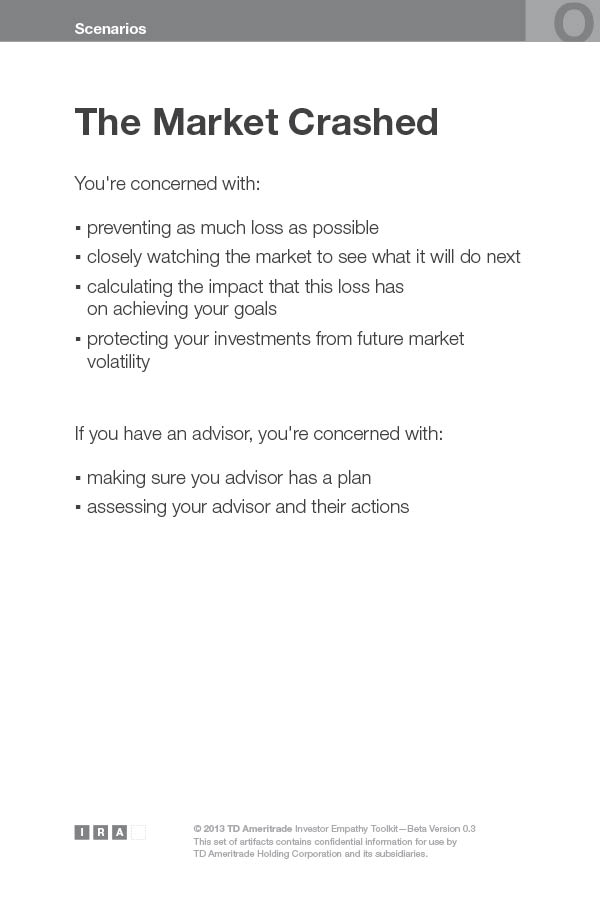 Scenarios
O
The Market Crashed
You're concerned with:
▪ preventing as much loss as possible
▪ closely watching the market to see what it will do next
▪ calculating the impact that this loss has
on achieving your goals
▪ protecting your investments from future market
volatility
If you have an advisor, you're concerned with:
▪ making sure you advisor has a plan
▪ assessing your advisor and their actions
I R A
© 2013 TD Ameritrade Investor Empathy Toolkit—Beta Version 0.3
This set of artifacts contains confidential information for use by
TD Ameritrade Holding Corporation and its subsidiaries.